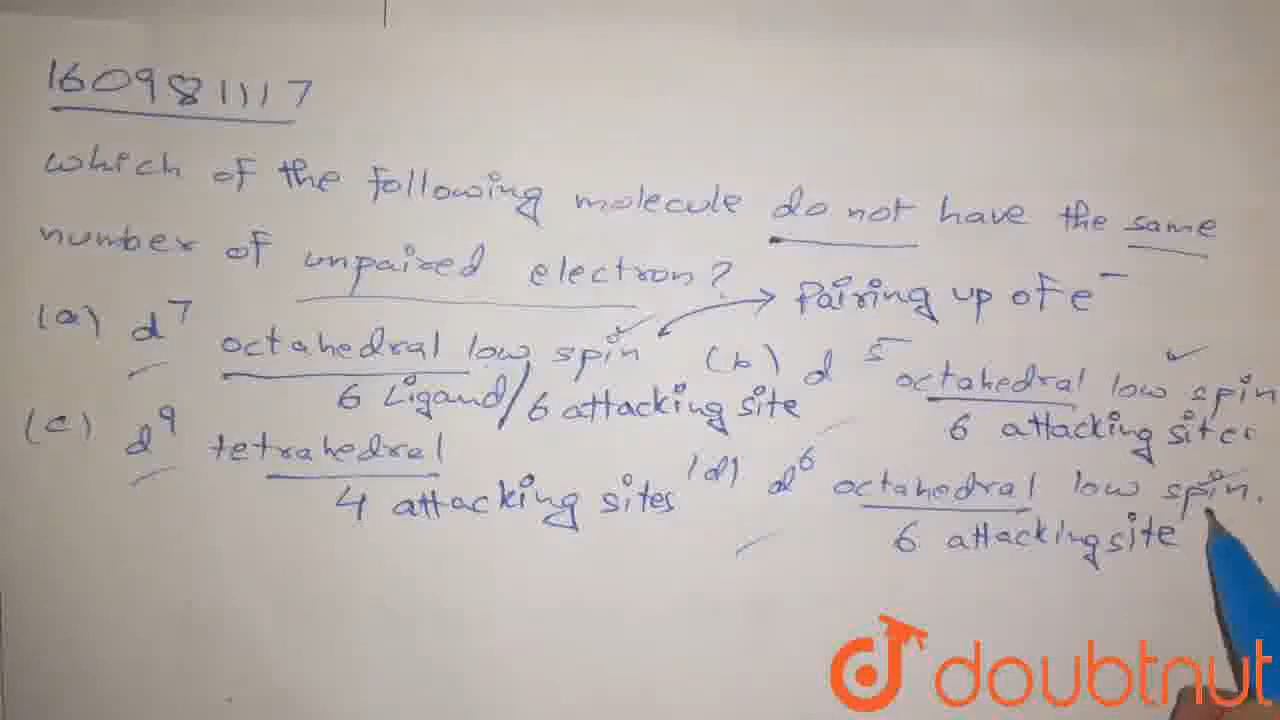 160981117
which of the following molecule do not have the same
number of unpaired electron?
Pairing up of e⁻
(a) d⁷ octahedral low spin
6 Ligand/6 attacking site
(b) d⁵ octahedral low spin
6 attacking sites
(c) d⁹ tetrahedral
4 attacking sites
(d) d⁶ octahedral low spin.
6 attacking site
doubtnut